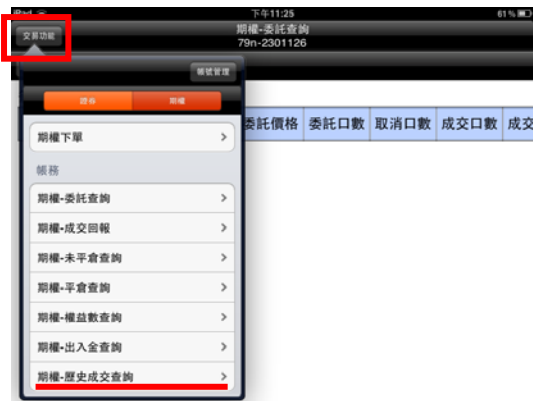 iPad
下午11:25
61%
交易功能
期權-委託查詢
79n-2301126
帳號管理
證券 期權
委託價格 委託口數 取消口數 成交口數 成交
期權下單
帳務
期權-委託查詢
期權-成交回報
期權-未平倉查詢
期權-平倉查詢
期權-權益數查詢
期權-出入金查詢
期權-歷史成交查詢